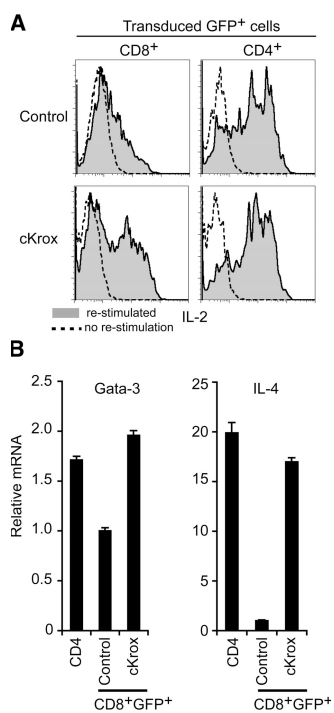 A
Transduced GFP+ cells
CD8+ CD4+
Control
cKrox
re-stimulated
no re-stimulation
IL-2
B
Gata-3
IL-4
Relative mRNA
2.5
2.0
1.5
1.0
0.5
0
25
20
15
10
5
0
CD4
Control
cKrox
CD8+GFP+
CD4
Control
cKrox
CD8+GFP+